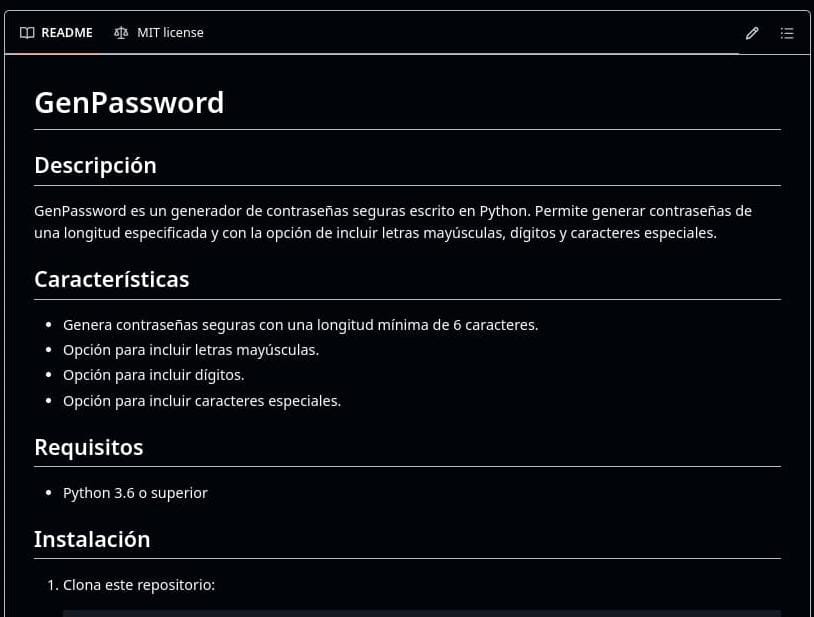 README
MIT license
GenPassword
Descripción
GenPassword es un generador de contraseñas seguras escrito en Python. Permite generar contraseñas de
una longitud especificada y con la opción de incluir letras mayúsculas, dígitos y caracteres especiales.
Características
• Genera contraseñas seguras con una longitud mínima de 6 caracteres.
• Opción para incluir letras mayúsculas.
• Opción para incluir dígitos.
• Opción para incluir caracteres especiales.
Requisitos
• Python 3.6 o superior
Instalación
1. Clona este repositorio: